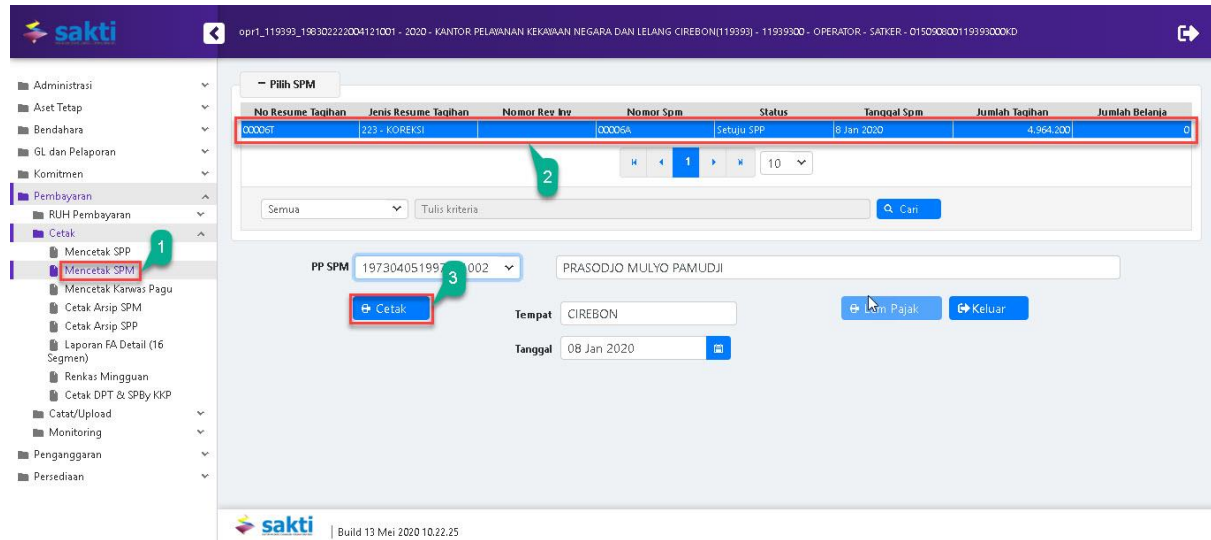 sakti
opr1_119393_198302222004121001 - 2020 - KANTOR PELAYANAN KEKAYAAN NEGARA DAN LELANG CIREBON(119393) - 11939300 - OPERATOR - SATKER - 015090800119393000KD
Administrasi
Aset Tetap
Bendahara
GL dan Pelaporan
Komitmen
Pembayaran
RUH Pembayaran
Cetak
Mencetak SPP
1
Mencetak SPM
Mencetak Karwas Pagu
Cetak Arsip SPM
Cetak Arsip SPP
Laporan FA Detail (16
Segmen)
Renkas Mingguan
Cetak DPT & SPBy KKP
Catat/Upload
Monitoring
Penganggaran
Persediaan
Pilih SPM
No Resume Tagihan Jenis Resume Tagihan Nomor Rev Inv Nomor Spm Status Tanggal Spm Jumlah Tagihan Jumlah Belanja
00006T 223 - KOREKSI 00006A Setuju SPP 8 Jan 2020 4.964.200 0
1 10
2
Semua Tulis kriteria Cari
PP SPM PRASODJO MULYO PAMUDJI
3
Cetak Pajak Keluar
Tempat CIREBON
Tanggal 08 Jan 2020
sakti | Build 13 Mei 2020 10.22.25